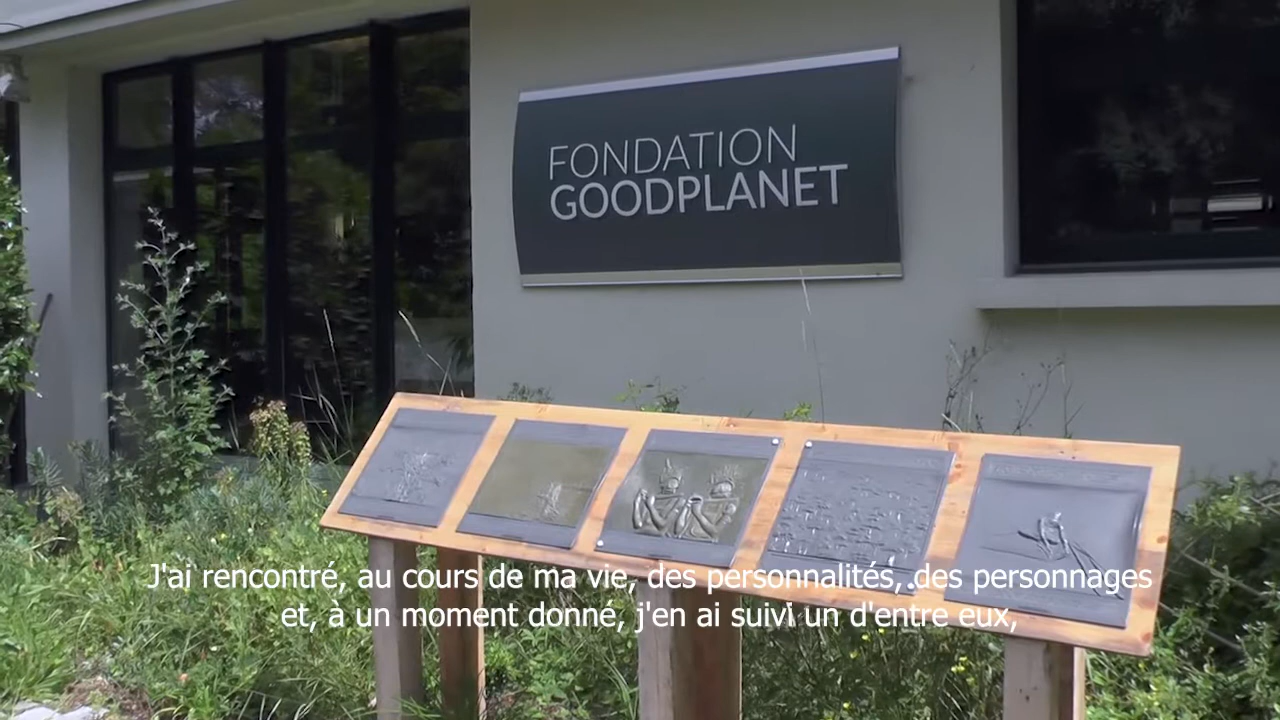 FONDATION
GOODPLANET
J'ai rencontré, au cours de ma vie, des personnalités, des personnages
et, à un moment donné, j'en ai suivi un d'entre eux,